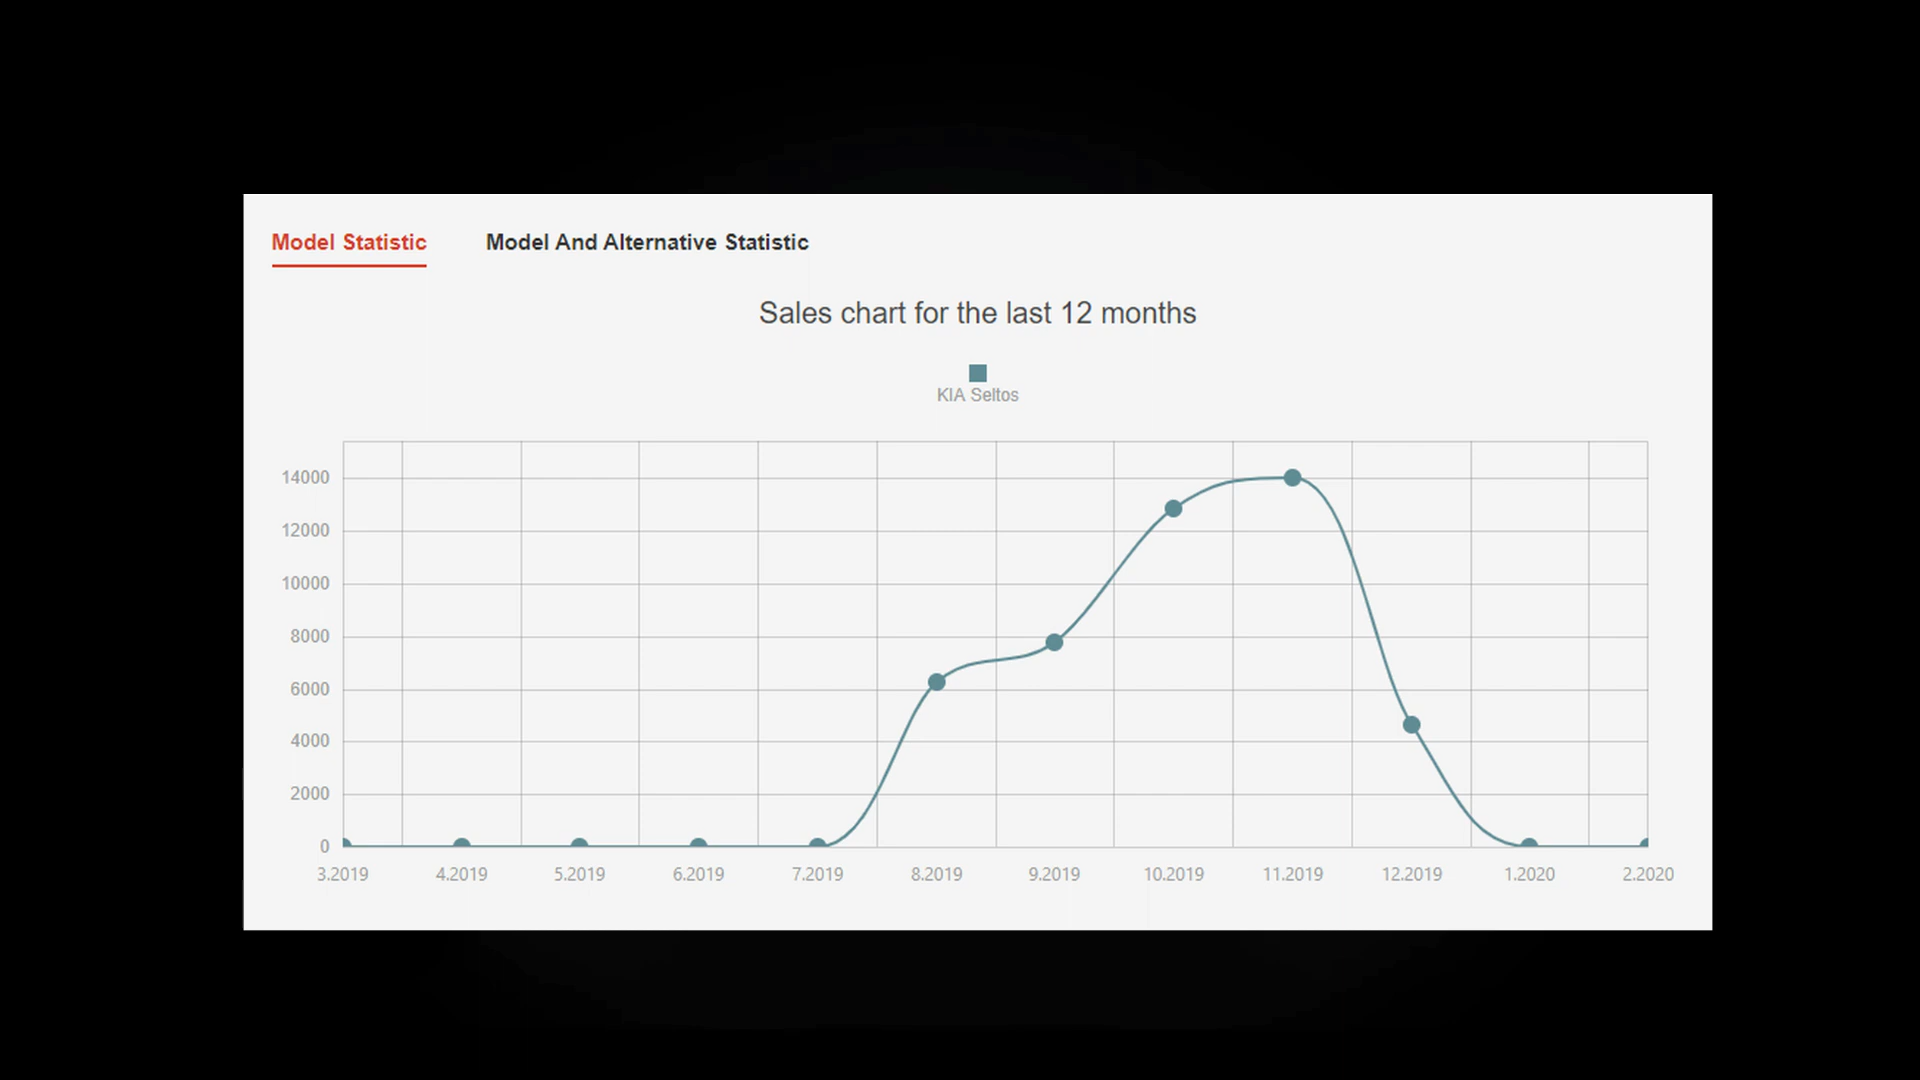 Model Statistic
Model And Alternative Statistic
Sales chart for the last 12 months
KIA Seltos
14000
12000
10000
8000
6000
4000
2000
0
3.2019 4.2019 5.2019 6.2019 7.2019 8.2019 9.2019 10.2019 11.2019 12.2019 1.2020 2.2020